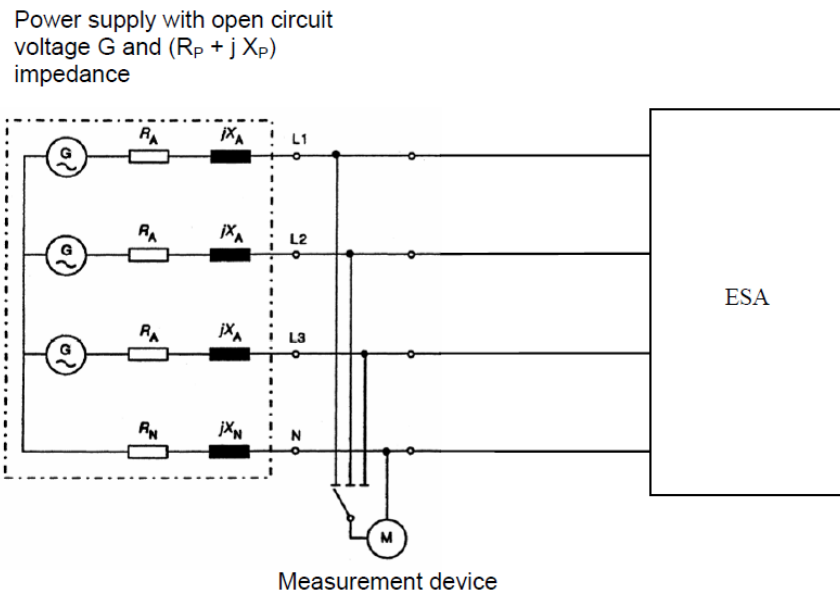 Power supply with open circuit
voltage G and (RP + j XP)
impedance
G
RA
jXA
L1
G
RA
jXA
L2
ESA
G
RA
jXA
L3
RN
jXN
N
M
Measurement device